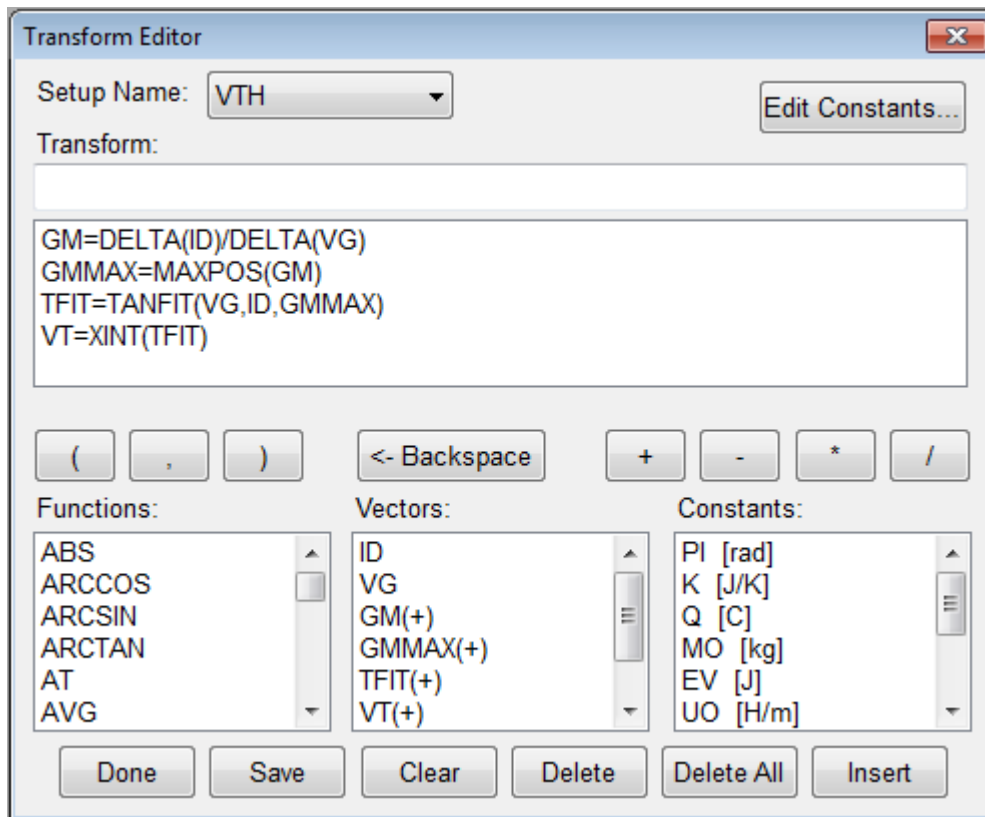 Transform Editor
Setup Name: VTH Edit Constants...
Transform:
GM=DELTA(ID)/DELTA(VG)
GMMAX=MAXPOS(GM)
TFIT=TANFIT(VG,ID,GMMAX)
VT=XINT(TFIT)
( , ) <- Backspace + - * /
Functions: Vectors: Constants:
ABS ID PI [rad]
ARCCOS VG K [J/K]
ARCSIN GM(+) Q [C]
ARCTAN GMMAX(+) MO [kg]
AT TFIT(+) EV [J]
AVG VT(+) UO [H/m]
Done Save Clear Delete Delete All Insert